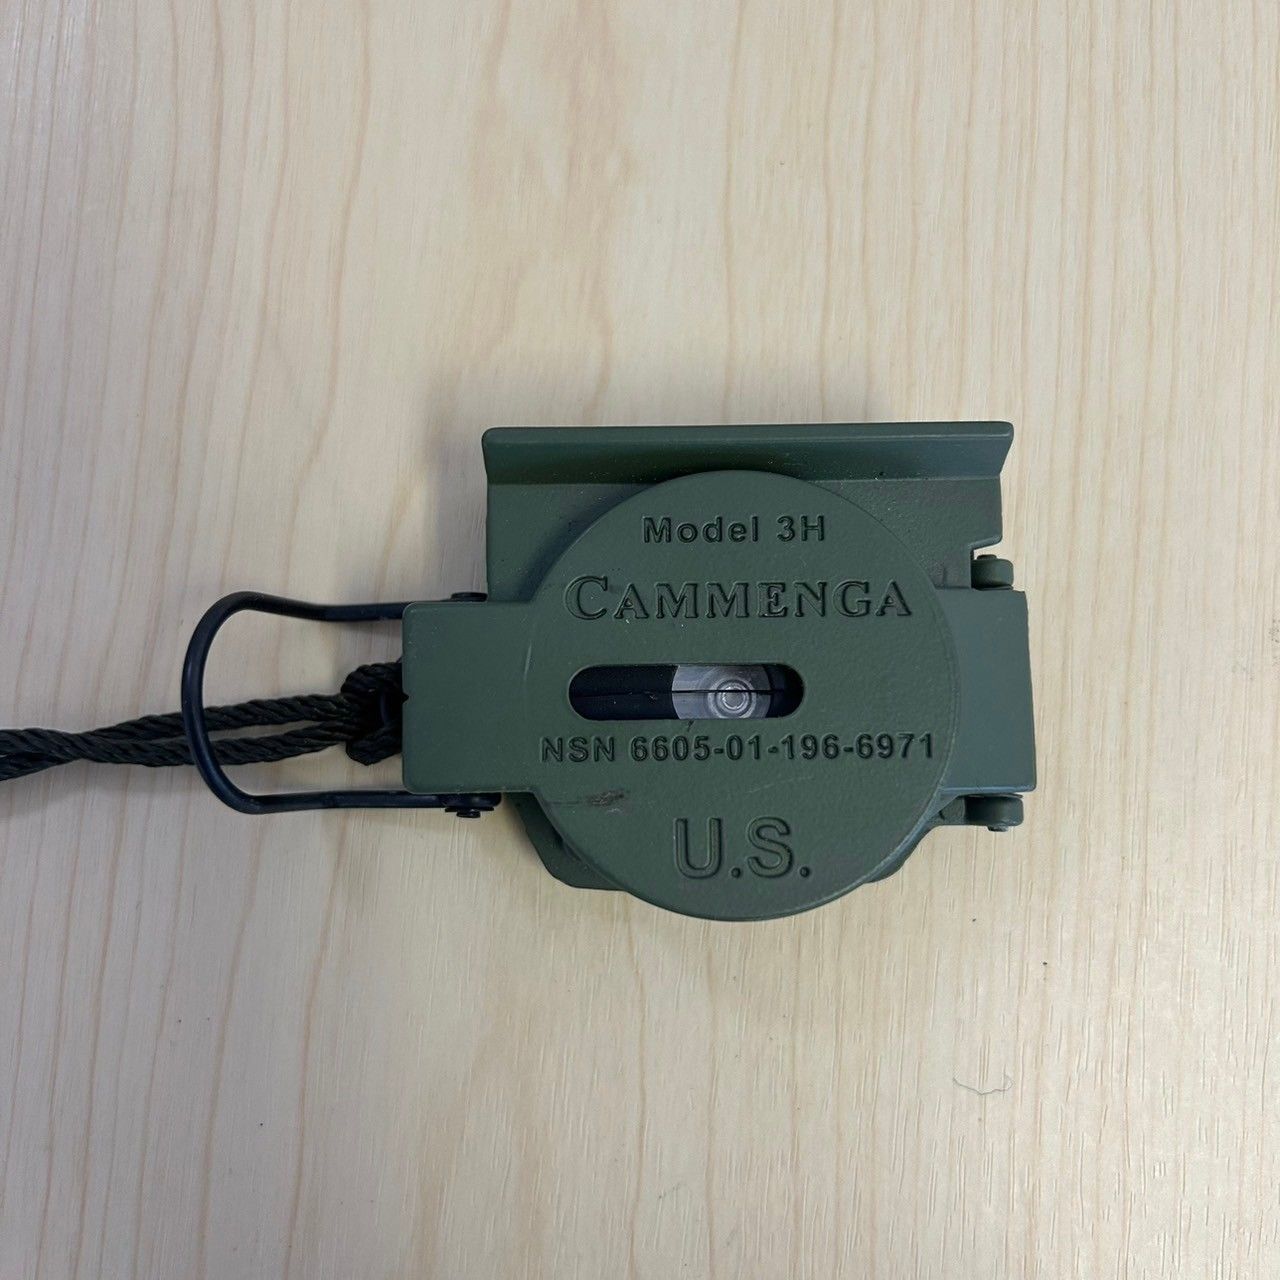 Model 3H
CAMMENGA
NSN 6605-01-196-6971
U.S.